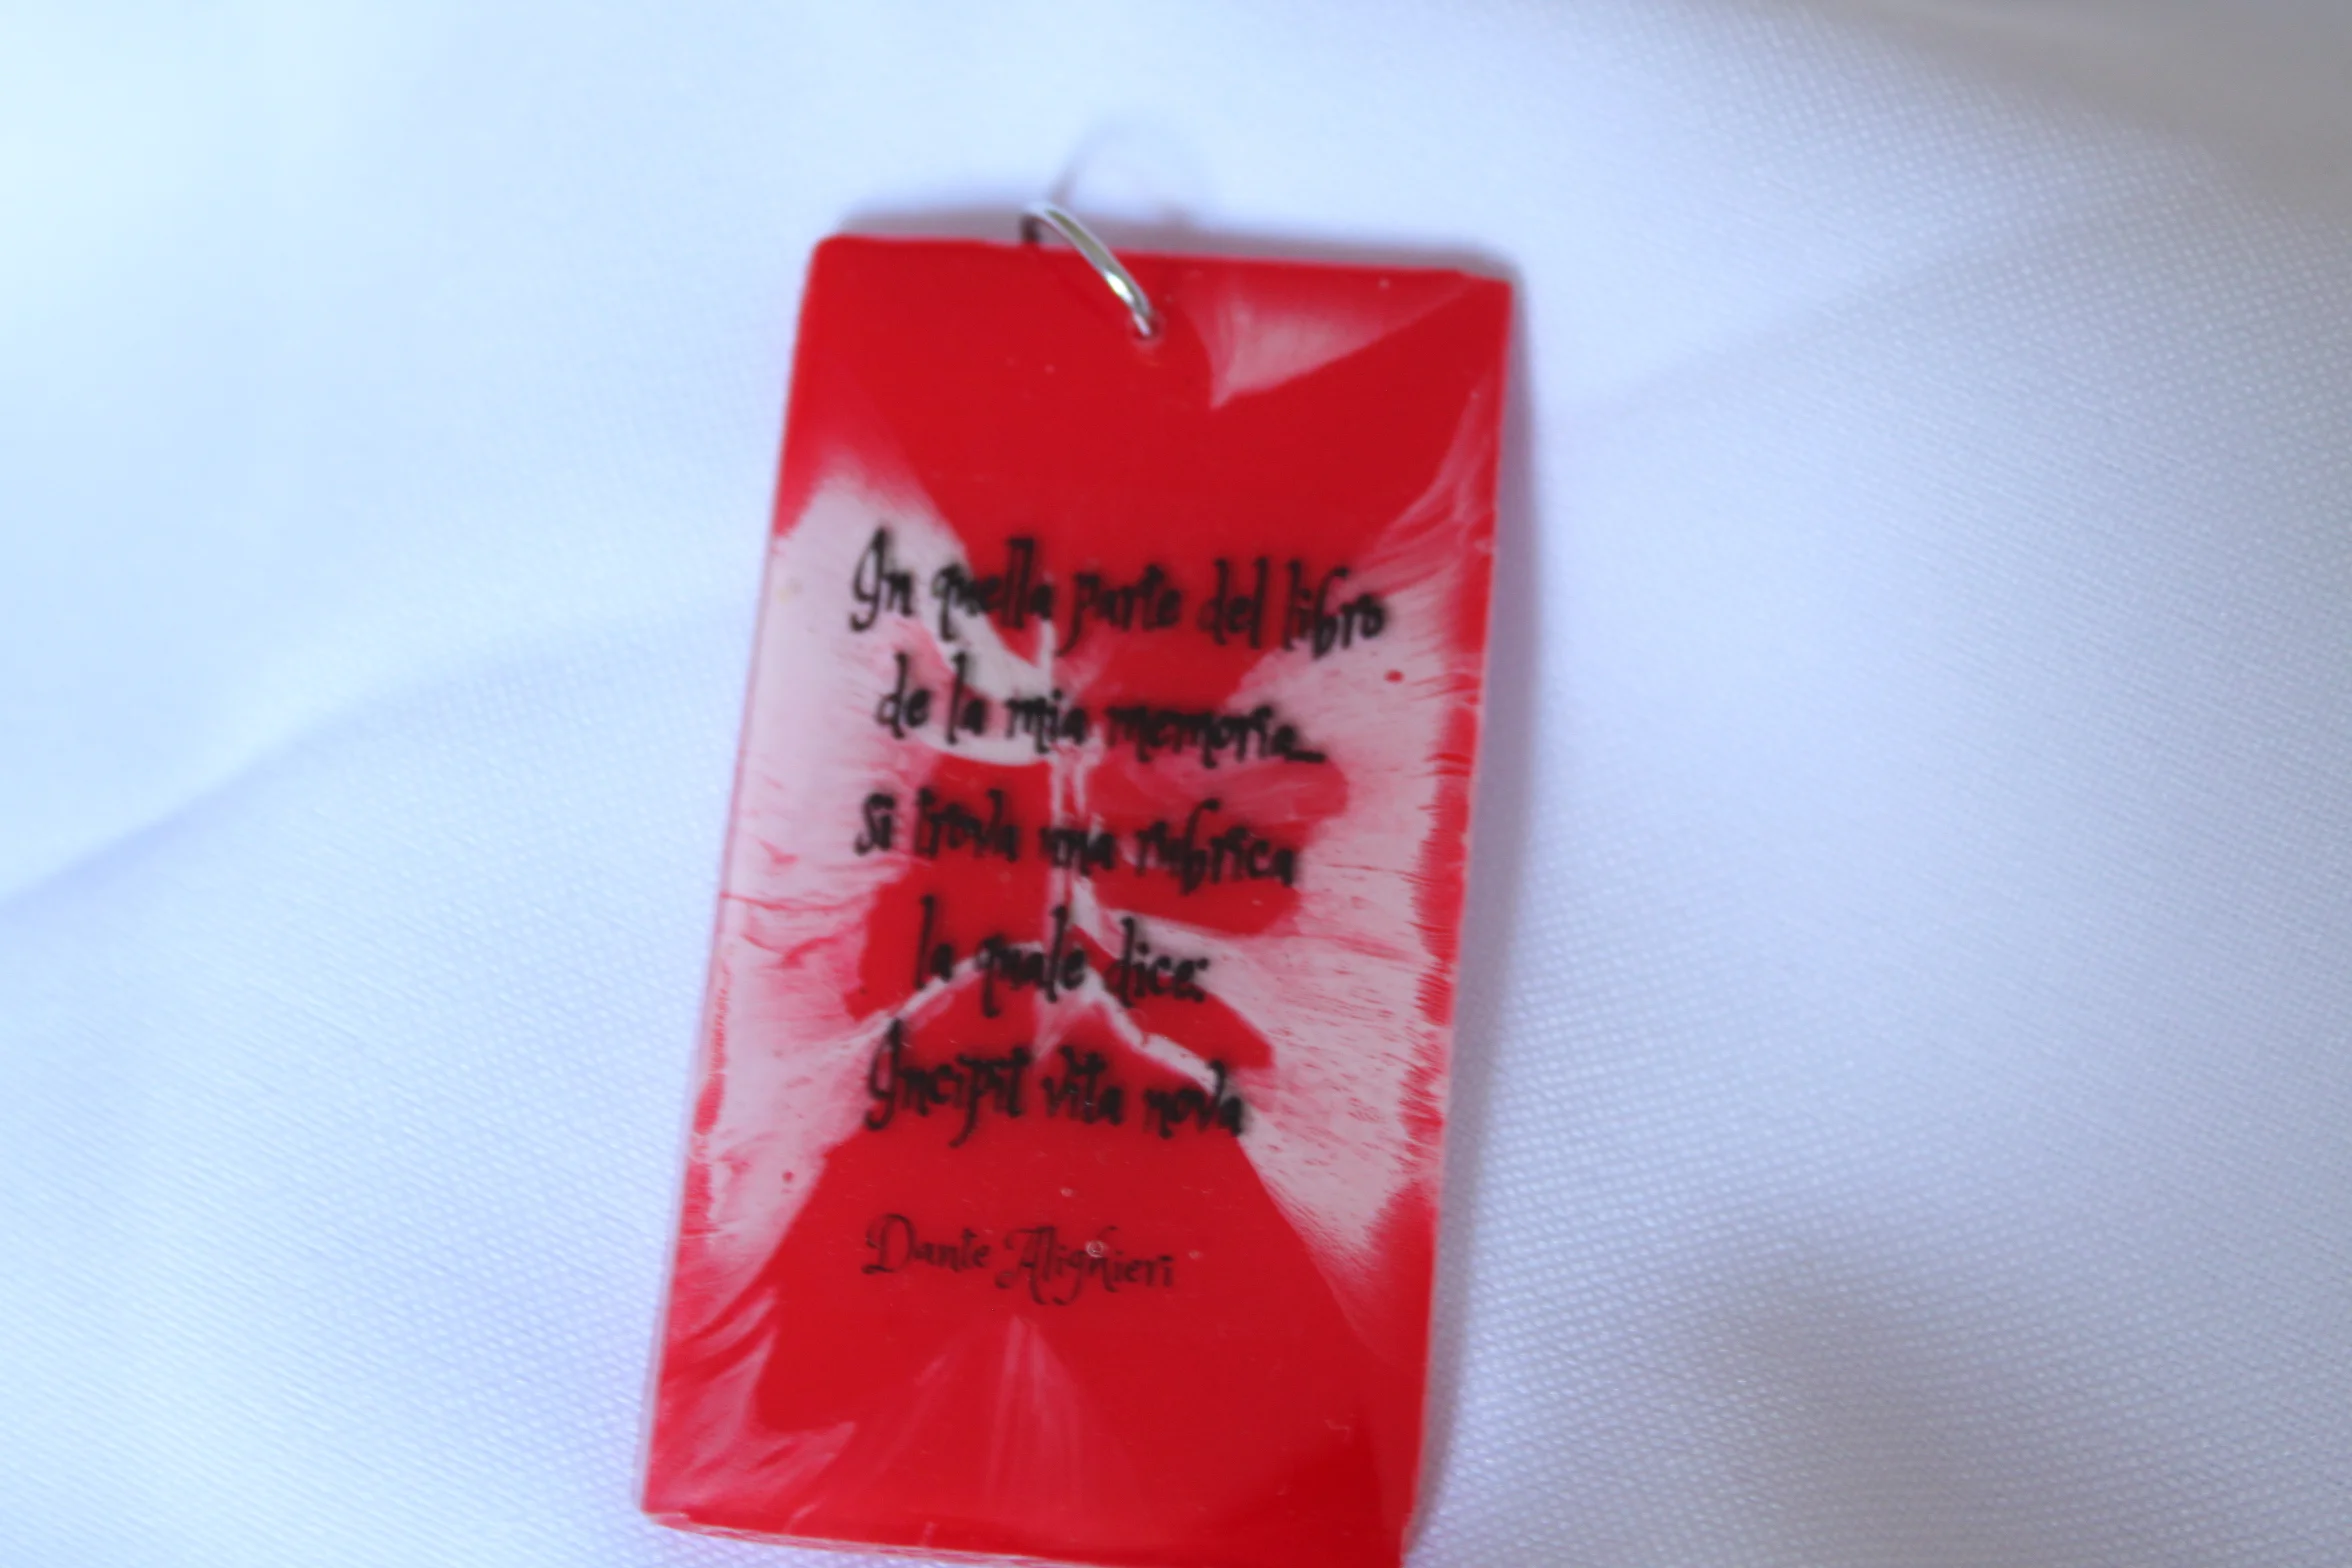 In quella parte del libro
de la mia memoria...
si trova una rubrica
la quale dice:
Incipit vita nova
Dante Alighieri